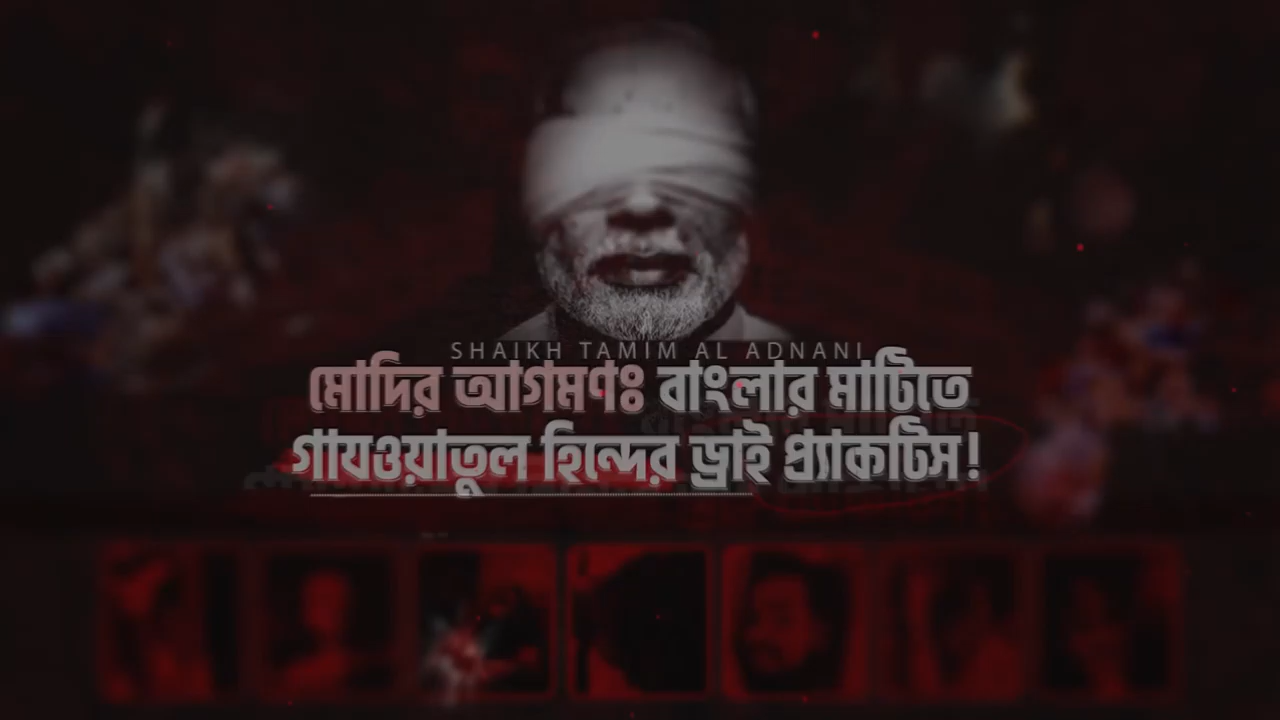 SHAIKH TAMIM AL ADNANI
মোদির আগমণঃ বাংলার মাটিতে
গাযওয়াতুল হিন্দের ড্রাই প্র্যাকটিস!